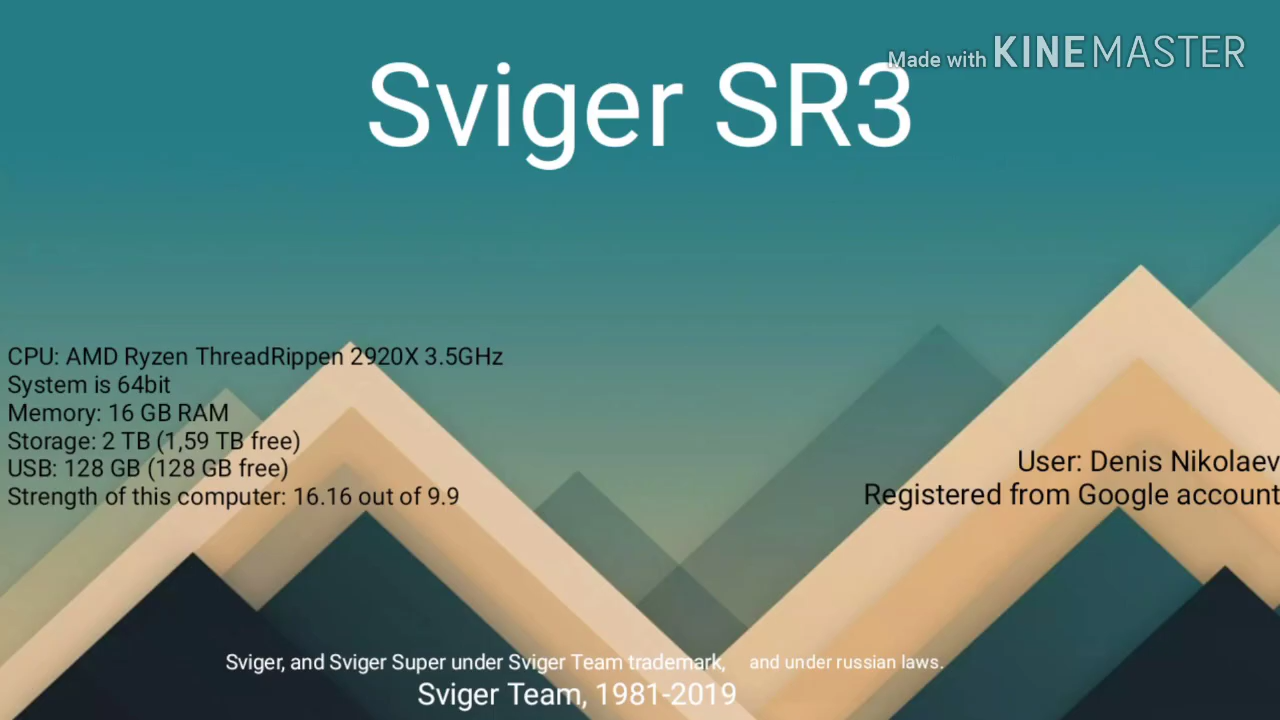 Made with KINEMASTER
Sviger SR3
CPU: AMD Ryzen ThreadRippen 2920X 3.5GHz
System is 64bit
Memory: 16 GB RAM
Storage: 2 TB (1,59 TB free)
USB: 128 GB (128 GB free)
Strength of this computer: 16.16 out of 9.9
User: Denis Nikolaev
Registered from Google account
Sviger, and Sviger Super under Sviger Team trademark, and under russian laws.
Sviger Team, 1981-2019